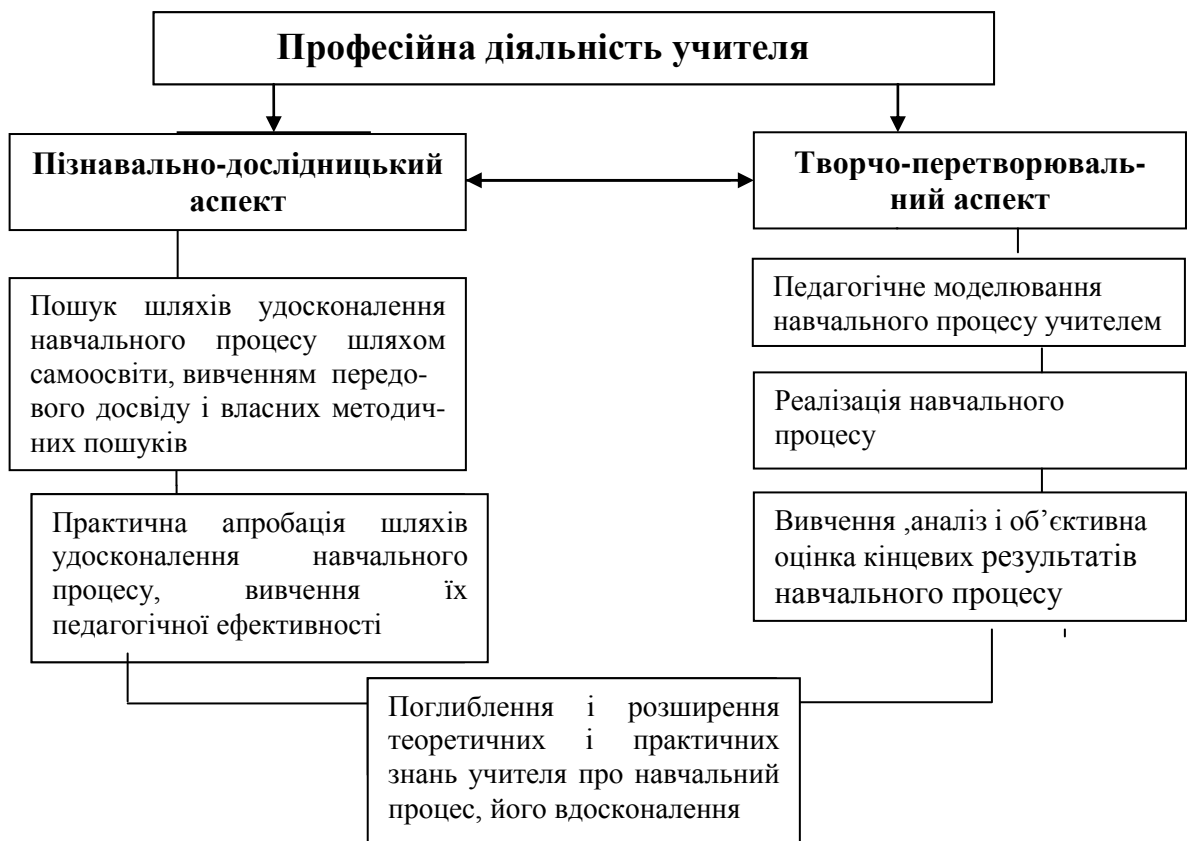 Професійна діяльність учителя
Пізнавально-дослідницький
аспект
Творчо-перетворюваль-
ний аспект
Пошук шляхів удосконалення
навчального процесу шляхом
самоосвіти, вивченням передо-
вого досвіду і власних методич-
них пошуків
Практична апробація шляхів
удосконалення навчального
процесу, вивчення їх
педагогічної ефективності
Педагогічне моделювання
навчального процесу учителем
Реалізація навчального
процесу
Вивчення ,аналіз і об’єктивна
оцінка кінцевих результатів
навчального процесу
Поглиблення і розширення
теоретичних і практичних
знань учителя про навчальний
процес, його вдосконалення